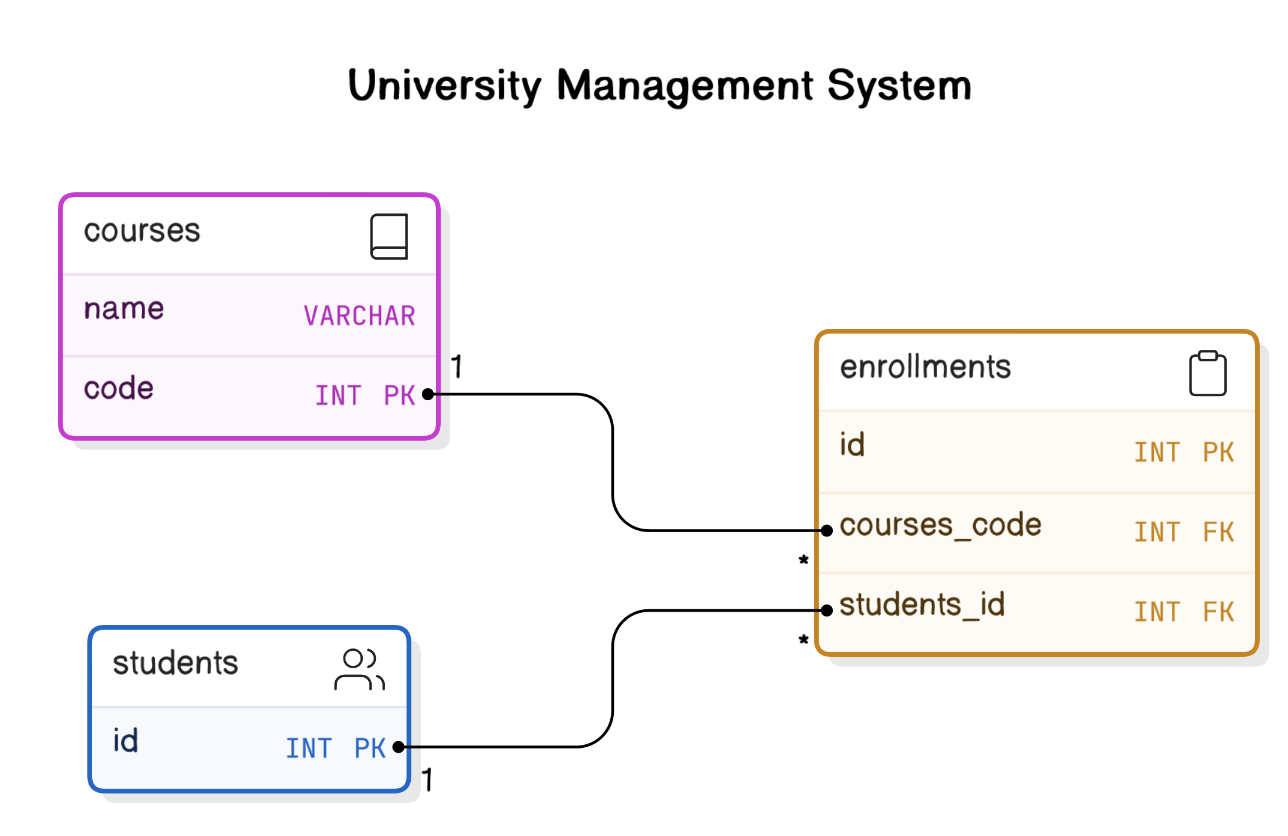 University Management System
courses
name VARCHAR
code INT PK
1
enrollments
id INT PK
courses_code INT FK
*
students_id INT FK
*
students
id INT PK
1